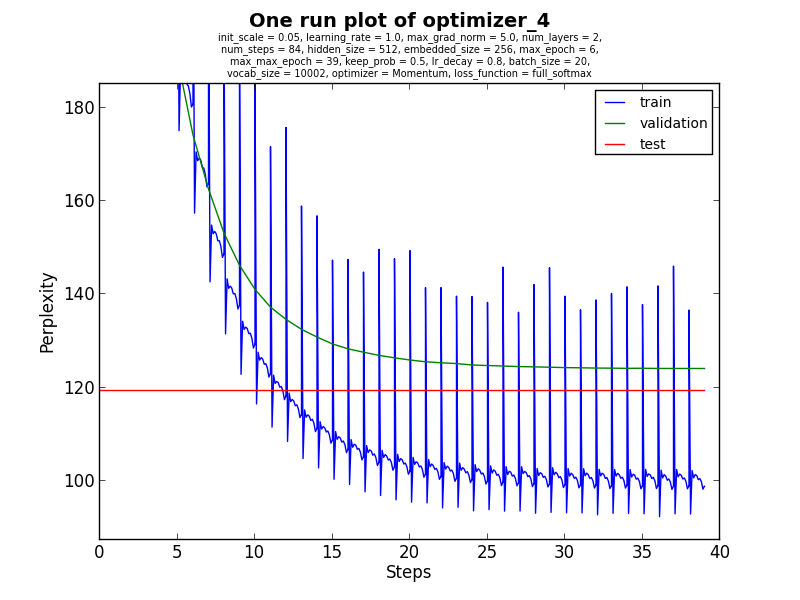 One run plot of optimizer_4
init_scale = 0.05, learning_rate = 1.0, max_grad_norm = 5.0, num_layers = 2,
num_steps = 84, hidden_size = 512, embedded_size = 256, max_epoch = 6,
max_max_epoch = 39, keep_prob = 0.5, lr_decay = 0.8, batch_size = 20,
vocab_size = 10002, optimizer = Momentum, loss_function = full_softmax
train
validation
test
180
160
140
120
100
Perplexity
0 5 10 15 20 25 30 35 40
Steps